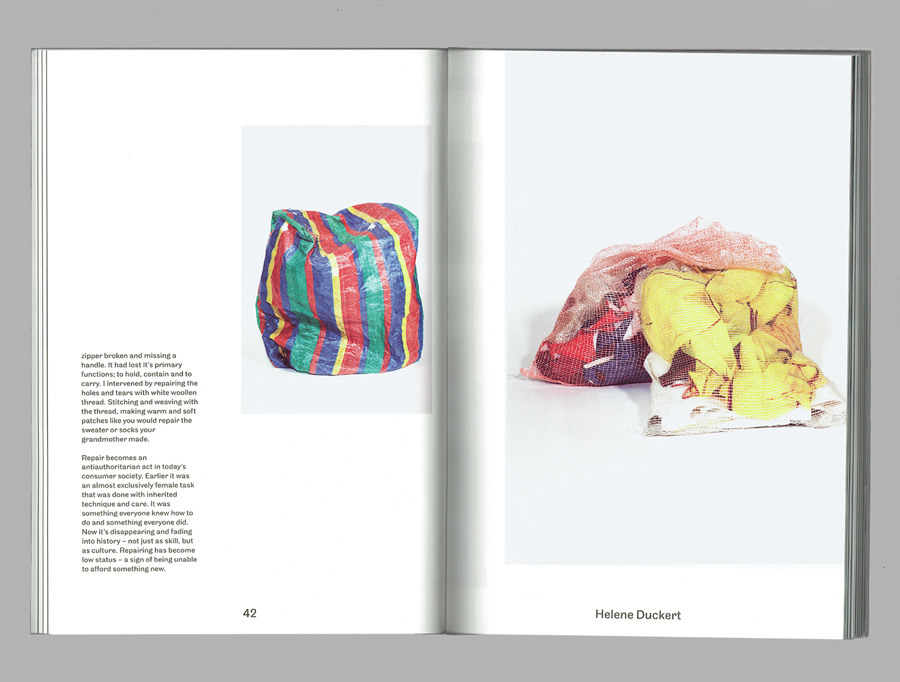 zipper broken and missing a
handle. It had lost it's primary
functions; to hold, contain and to
carry. I intervened by repairing the
holes and tears with white woollen
thread. Stitching and weaving with
the thread, making warm and soft
patches like you would repair the
sweater or socks your
grandmother made.
Repair becomes an
antiauthoritarian act in today's
consumer society. Earlier it was
an almost exclusively female task
that was done with inherited
technique and care. It was
something everyone knew how to
do and something everyone did.
Now it's disappearing and fading
into history – not just as skill, but
as culture. Repairing has become
low status – a sign of being unable
to afford something new.
42
Helene Duckert